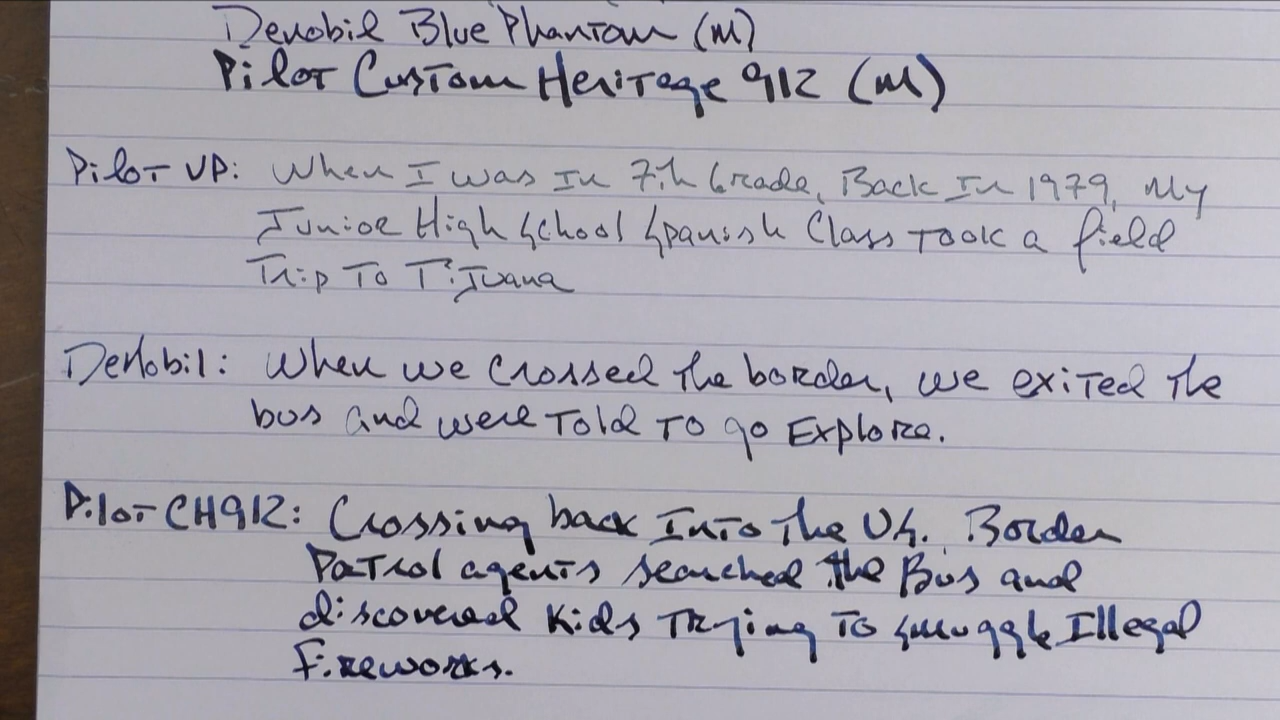 Denobil Blue Phantom (M)
Pilot Custom Heritage 912 (M)
Pilot VP: When I was In 7th Grade, Back In 1979, My
Junior High School Spanish Class Took a field
Trip To Tijuana
Denobil: When we crossed the border, we exited the
bus and were Told To go Explore.
Pilot CH912: Crossing back Into The U.S. Border
Patrol agents searched the Bus and
discovered Kids Trying To smuggle Illegal
Fireworks.